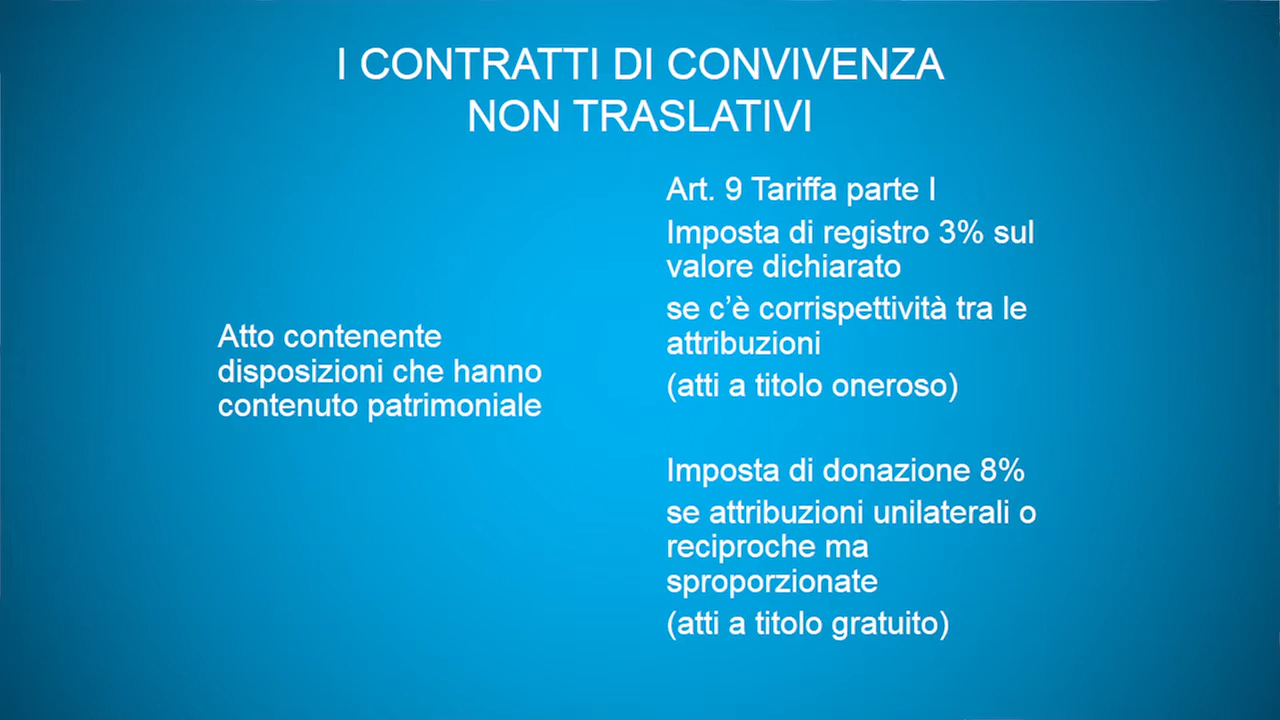 I CONTRATTI DI CONVIVENZA
NON TRASLATIVI
Atto contenente
disposizioni che hanno
contenuto patrimoniale
Art. 9 Tariffa parte I
Imposta di registro 3% sul
valore dichiarato
se c’è corrispettività tra le
attribuzioni
(atti a titolo oneroso)
Imposta di donazione 8%
se attribuzioni unilaterali o
reciproche ma
sproporzionate
(atti a titolo gratuito)